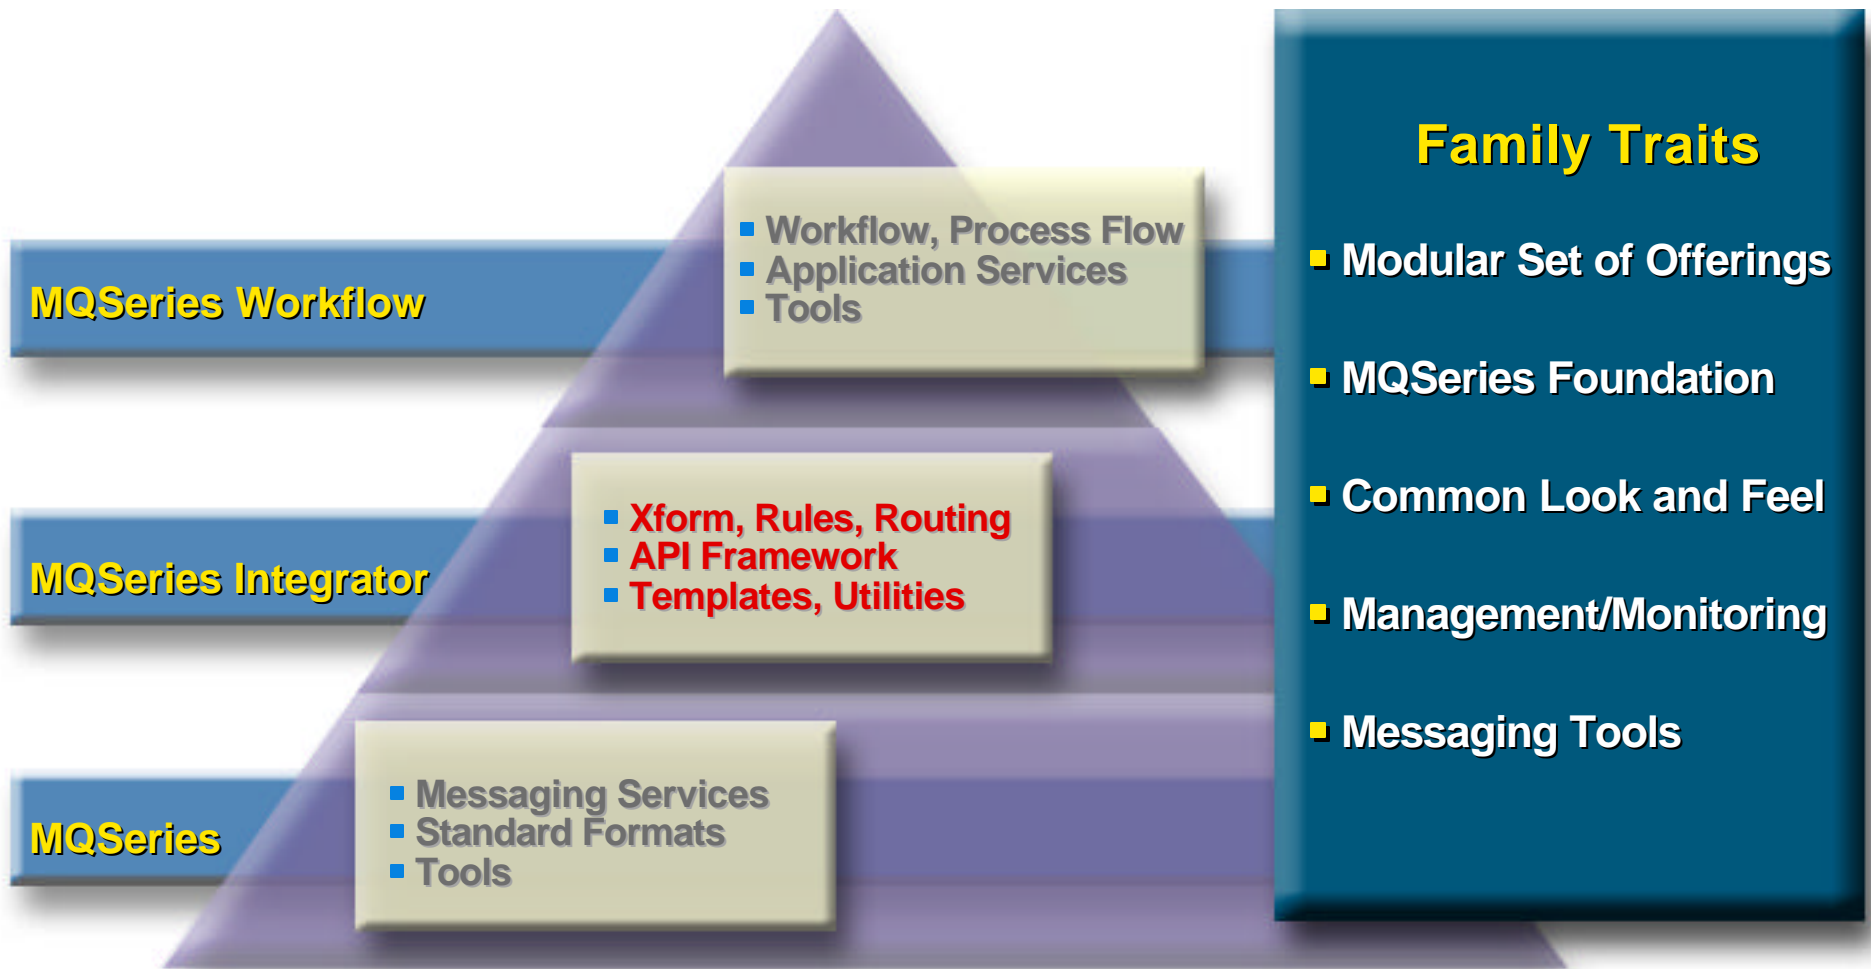 MQSeries Workflow
Workflow, Process Flow
Application Services
Tools
MQSeries Integrator
Xform, Rules, Routing
API Framework
Templates, Utilities
MQSeries
Messaging Services
Standard Formats
Tools
Family Traits
Modular Set of Offerings
MQSeries Foundation
Common Look and Feel
Management/Monitoring
Messaging Tools